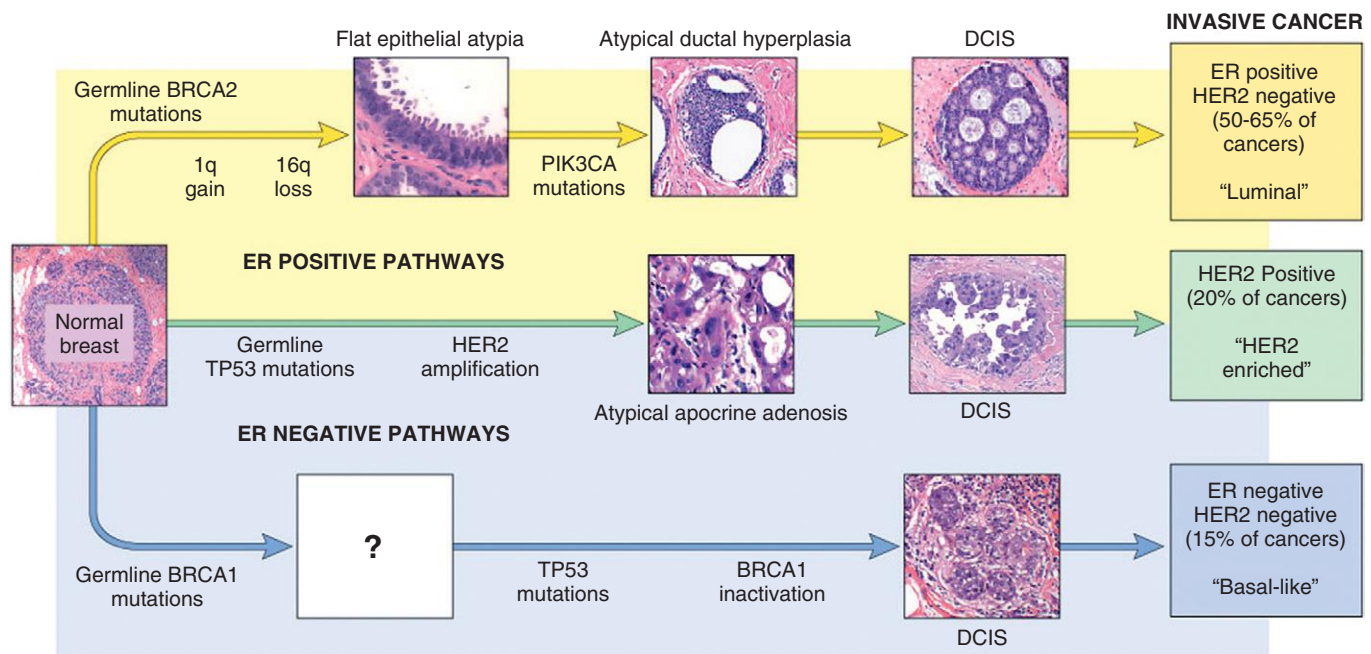 INVASIVE CANCER
Flat epithelial atypia
Atypical ductal hyperplasia
DCIS
Germline BRCA2
mutations
1q
gain
16q
loss
PIK3CA
mutations
ER positive
HER2 negative
(50-65% of
cancers)
“Luminal”
ER POSITIVE PATHWAYS
Normal
breast
Germline
TP53 mutations
HER2
amplification
Atypical apocrine adenosis
DCIS
HER2 Positive
(20% of cancers)
“HER2
enriched”
ER NEGATIVE PATHWAYS
Germline BRCA1
mutations
?
TP53
mutations
BRCA1
inactivation
DCIS
ER negative
HER2 negative
(15% of cancers)
“Basal-like”